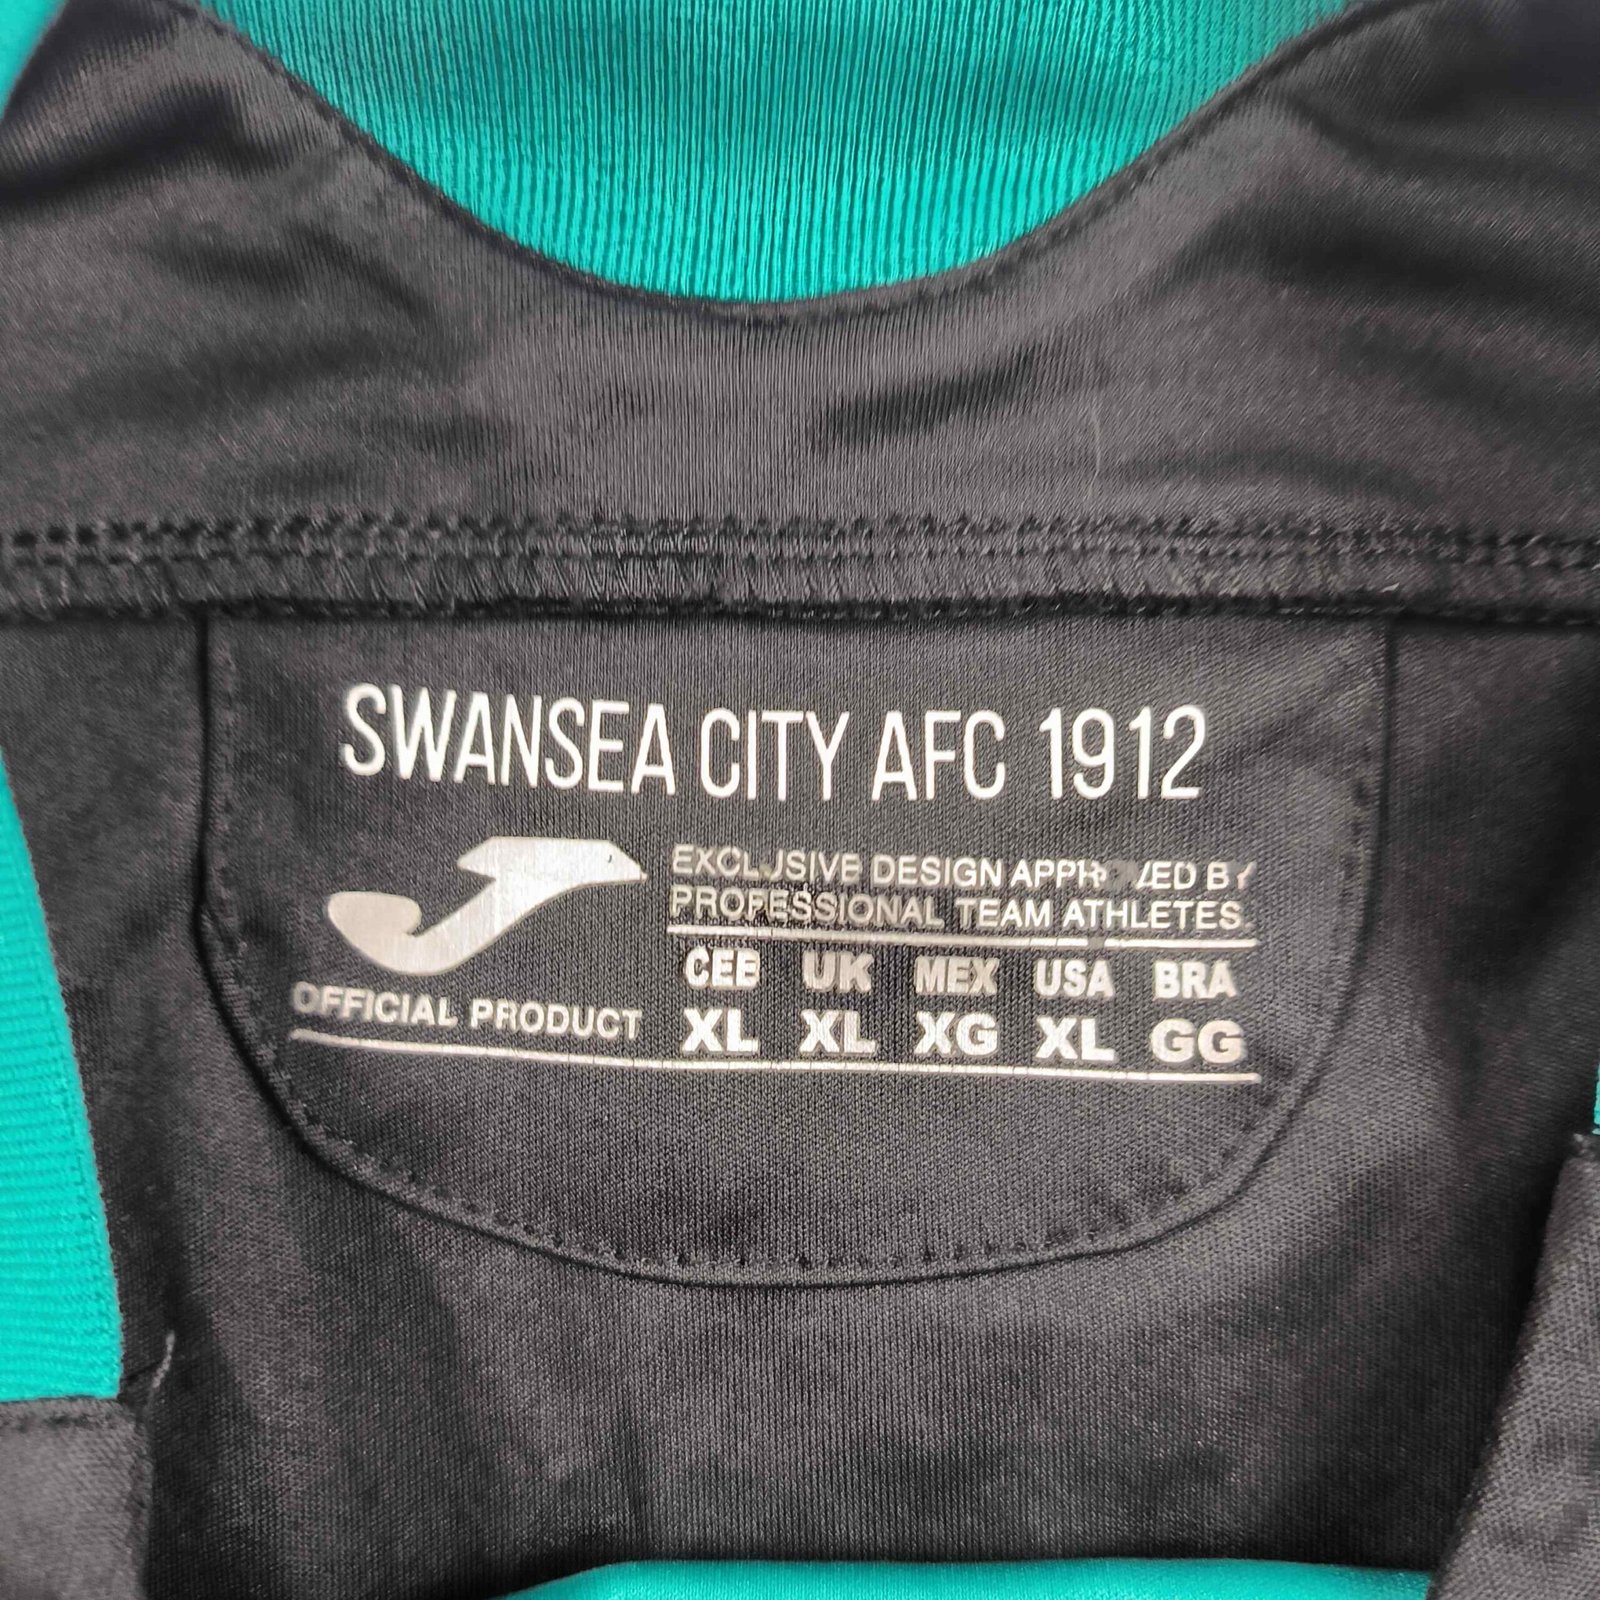 SWANSEA CITY AFC 1912
EXCLUSIVE DESIGN APPROVED BY
PROFESSIONAL TEAM ATHLETES.
CEE UK MEX USA BRA
XL XL XG XL GG
OFFICIAL PRODUCT